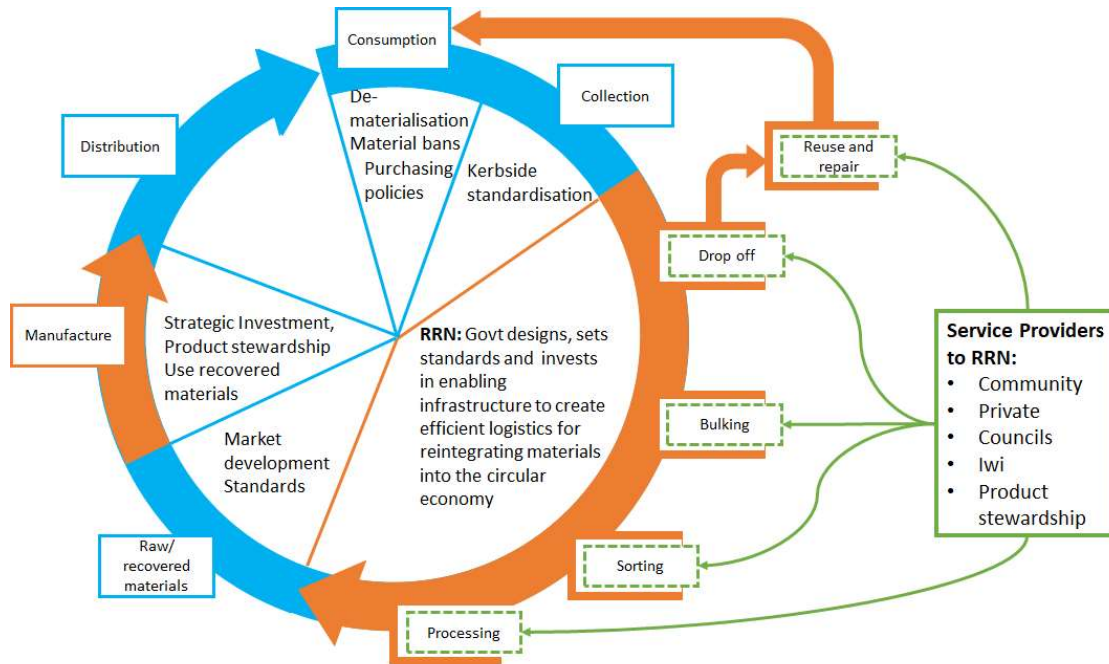 Consumption
Collection
Distribution
De-
materialisation
Material bans
Purchasing
policies
Kerbside
standardisation
Reuse and
repair
Drop off
Manufacture
Strategic Investment,
Product stewardship
Use recovered
materials
RRN: Govt designs, sets
standards and invests
in enabling
infrastructure to create
efficient logistics for
reintegrating materials
into the circular
economy
Market
development
Standards
Bulking
Service Providers
to RRN:
• Community
• Private
• Councils
• Iwi
• Product
stewardship
Raw/
recovered
materials
Sorting
Processing